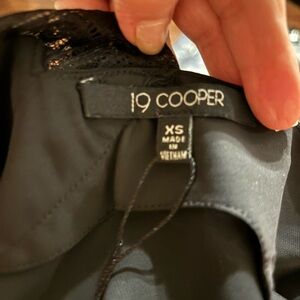 19 COOPER
XS
MADE
IN
VIETNAM